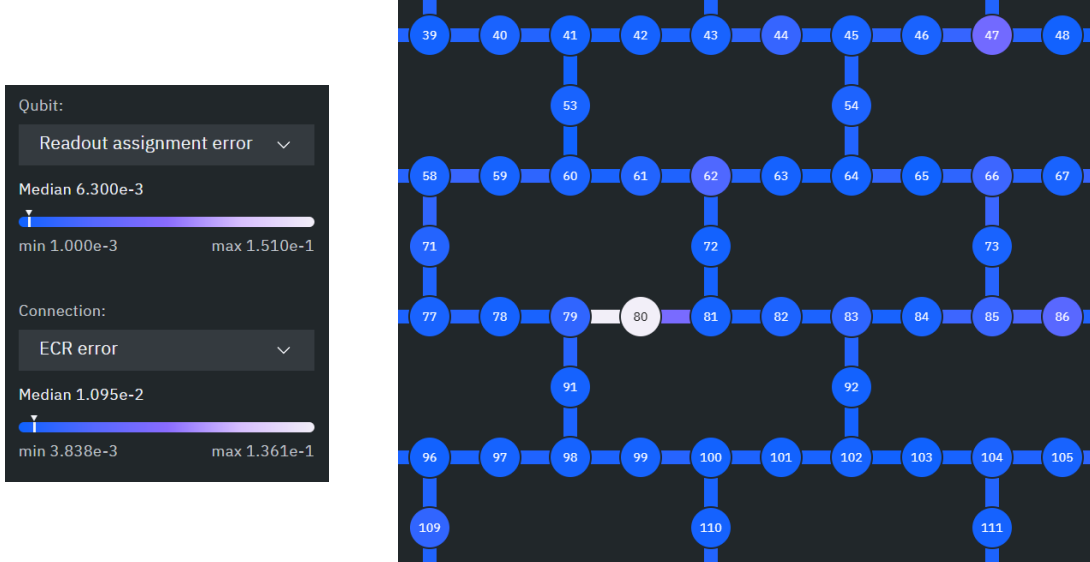 Qubit:
Readout assignment error
Median 6.300e-3
min 1.000e-3 max 1.510e-1
Connection:
ECR error
Median 1.095e-2
min 3.838e-3 max 1.361e-1
39 40 41 42 43 44 45 46 47 48
53 54
58 59 60 61 62 63 64 65 66 67
71 72 73
77 78 79 80 81 82 83 84 85 86
91 92
96 97 98 99 100 101 102 103 104 105
109 110 111